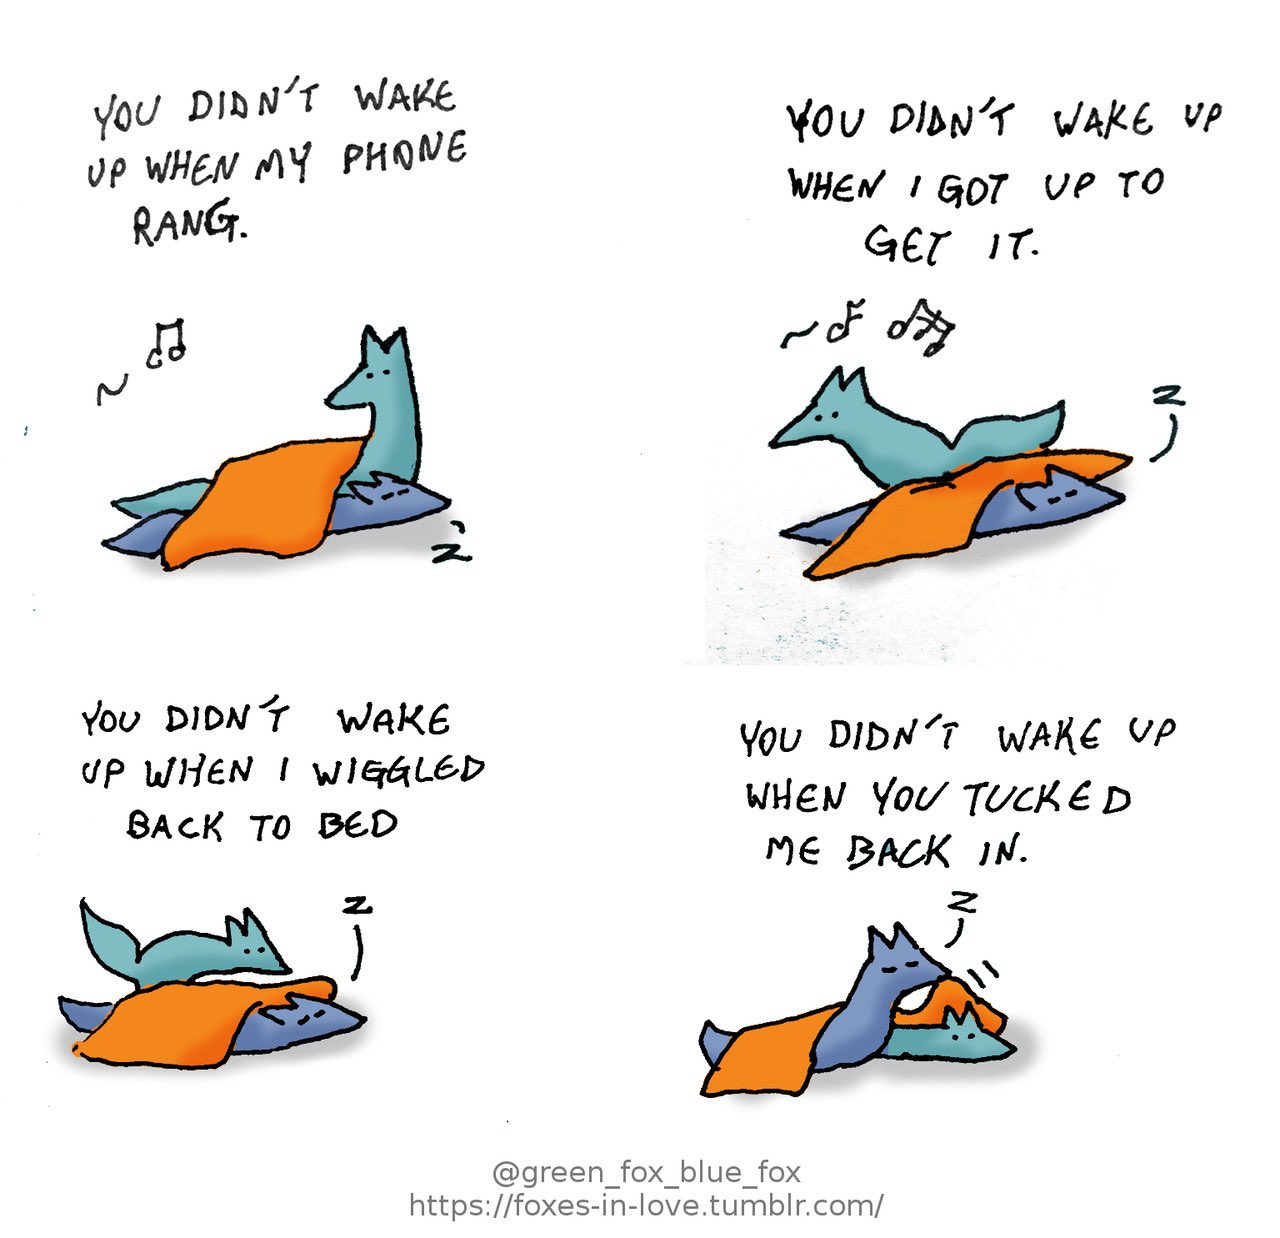 YOU DIDN'T WAKE
UP WHEN MY PHONE
RANG.
YOU DIDN'T WAKE UP
WHEN I GOT UP TO
GET IT.
Z
Z
YOU DIDN'T WAKE
UP WHEN I WIGGLED
BACK TO BED
Z
YOU DIDN'T WAKE UP
WHEN YOU TUCKED
ME BACK IN.
Z
@green_fox_blue_fox
https://foxes-in-love.tumblr.com/